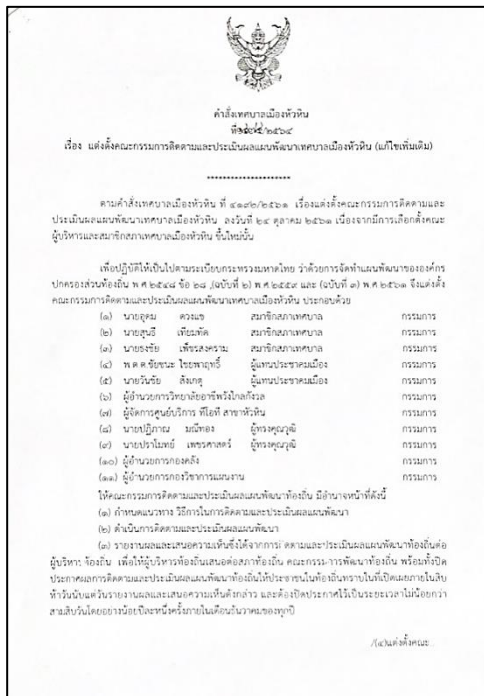 คำสั่งเทศบาลเมืองหัวหิน
/๒๕๖๔
เรื่อง แต่งตั้งคณะกรรมการติดตามและประเมินผลแผนพัฒนาเทศบาลเมืองหัวหิน (แก้ไขเพิ่มเติม)
*********************
ตามคำสั่งเทศบาลเมืองหัวหิน ที่ ๔๑๙๒/๒๕๖๑ เรื่องแต่งตั้งคณะกรรมการติดตามและ
ประเมินผลแผนพัฒนาเทศบาลเมืองหัวหิน ลงวันที่ ๒๔ ตุลาคม ๒๕๖๑ เนื่องจากมีการเลือกตั้งคณะ
ผู้บริหารและสมาชิกสภาเทศบาลเมืองหัวหิน ขึ้นใหม่นั้น
เพื่อปฏิบัติให้เป็นไปตามระเบียบกระทรวงมหาดไทย ว่าด้วยการจัดทำแผนพัฒนาขององค์กร
ปกครองส่วนท้องถิ่น พ.ศ.๒๕๔๘ ข้อ ๒๘ ,(ฉบับที่ ๒) พ.ศ.๒๕๕๙ และ (ฉบับที่ ๓) พ.ศ.๒๕๖๑ จึงแต่งตั้ง
คณะกรรมการติดตามและประเมินผลแผนพัฒนาเทศบาลเมืองหัวหิน ประกอบด้วย
(๑) นายอุดม ดวงแข สมาชิกสภาเทศบาล กรรมการ
(๒) นายสุนธิ์ เทียมทัด สมาชิกสภาเทศบาล กรรมการ
(๓) นายธงชัย เพ็ชรสงคราม สมาชิกสภาเทศบาล กรรมการ
(๔) พ.ต.ต.ชัยชนะ ไชยพาฤทธิ์ ผู้แทนประชาคมเมือง กรรมการ
(๕) นายวันชัย สังเกตุ ผู้แทนประชาคมเมือง กรรมการ
(๖) ผู้อำนวยการวิทยาลัยอาชีพวังไกลกังวล กรรมการ
(๗) ผู้จัดการศูนย์บริการ ทีโอที สาขาหัวหิน กรรมการ
(๘) นายปฏิภาณ มณีทอง ผู้ทรงคุณวุฒิ กรรมการ
(๙) นายปราโมทย์ เพชรศาสตร์ ผู้ทรงคุณวุฒิ กรรมการ
(๑๐) ผู้อำนวยการกองคลัง กรรมการ
(๑๑) ผู้อำนวยการกองวิชาการแผนงาน กรรมการ
ให้คณะกรรมการติดตามและประเมินผลแผนพัฒนาท้องถิ่น มีอำนาจหน้าที่ดังนี้
(๑) กำหนดแนวทาง วิธีการในการติดตามและประเมินผลแผนพัฒนา
(๒) ดำเนินการติดตามและประเมินผลแผนพัฒนา
(๓) รายงานผลและเสนอความเห็นซึ่งได้จากการติดตามและประเมินผลแผนพัฒนาท้องถิ่นต่อ
ผู้บริหารท้องถิ่น เพื่อให้ผู้บริหารท้องถิ่นเสนอต่อสภาท้องถิ่น คณะกรรมการพัฒนาท้องถิ่น พร้อมทั้งปิด
ประกาศผลการติดตามและประเมินผลแผนพัฒนาท้องถิ่นให้ประชาชนในท้องถิ่นทราบในที่เปิดเผยภายในสิบ
ห้าวันนับแต่วันรายงานผลและเสนอความเห็นดังกล่าว และต้องปิดประกาศไว้เป็นระยะเวลาไม่น้อยกว่า
สามสิบวันโดยอย่างน้อยปีละหนึ่งครั้งภายในเดือนธันวาคมของทุกปี
/(๔)แต่งตั้งคณะ...